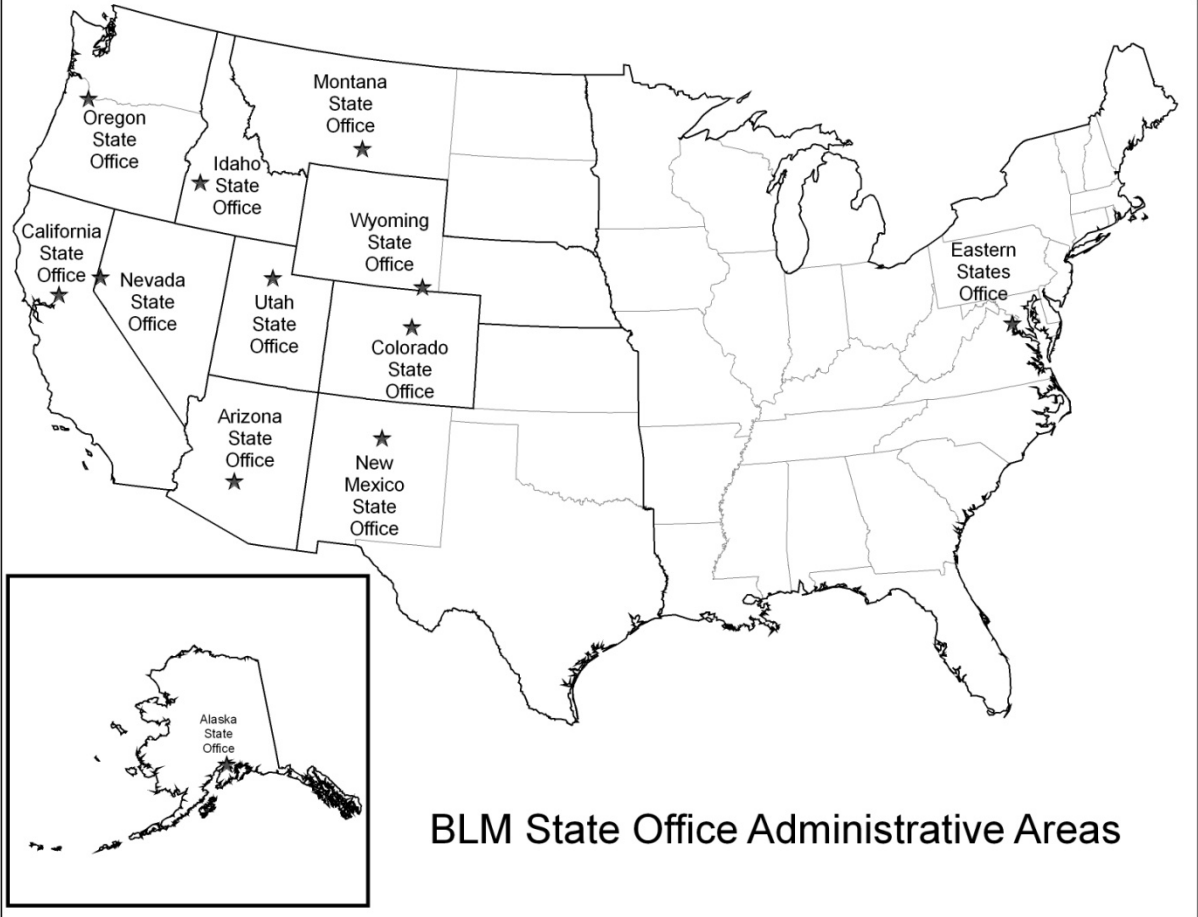 Montana
State
Office
Oregon
State
Office
Idaho
State
Office
Wyoming
State
Office
California
State
Office
Nevada
State
Office
Utah
State
Office
Colorado
State
Office
Eastern
States
Office
Arizona
State
Office
New
Mexico
State
Office
Alaska
State
Office
BLM State Office Administrative Areas